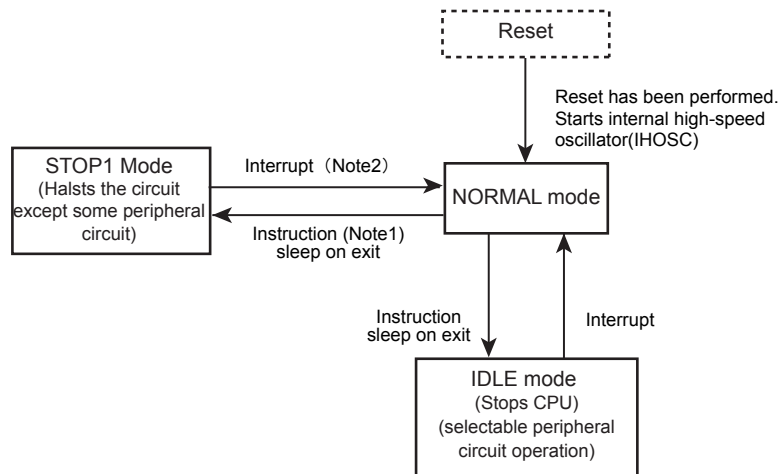 Reset
Reset has been performed.
Starts internal high-speed
oscillator(IHOSC)
STOP1 Mode
(Halsts the circuit
except some peripheral
circuit)
Interrupt（Note2）
NORMAL mode
Instruction (Note1)
sleep on exit
Instruction
sleep on exit
Interrupt
IDLE mode
(Stops CPU)
(selectable peripheral
circuit operation)